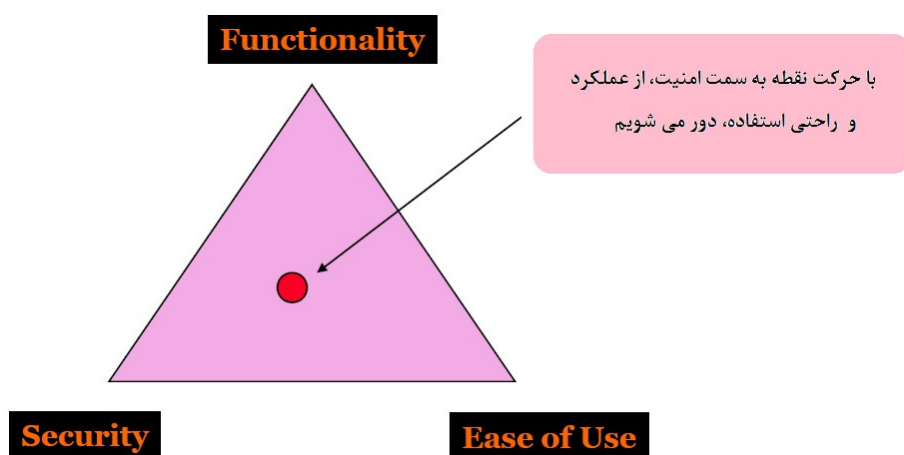 Functionality
با حرکت نقطه به سمت امنیت، از عملکرد
و راحتی استفاده، دور می شویم
Security
Ease of Use